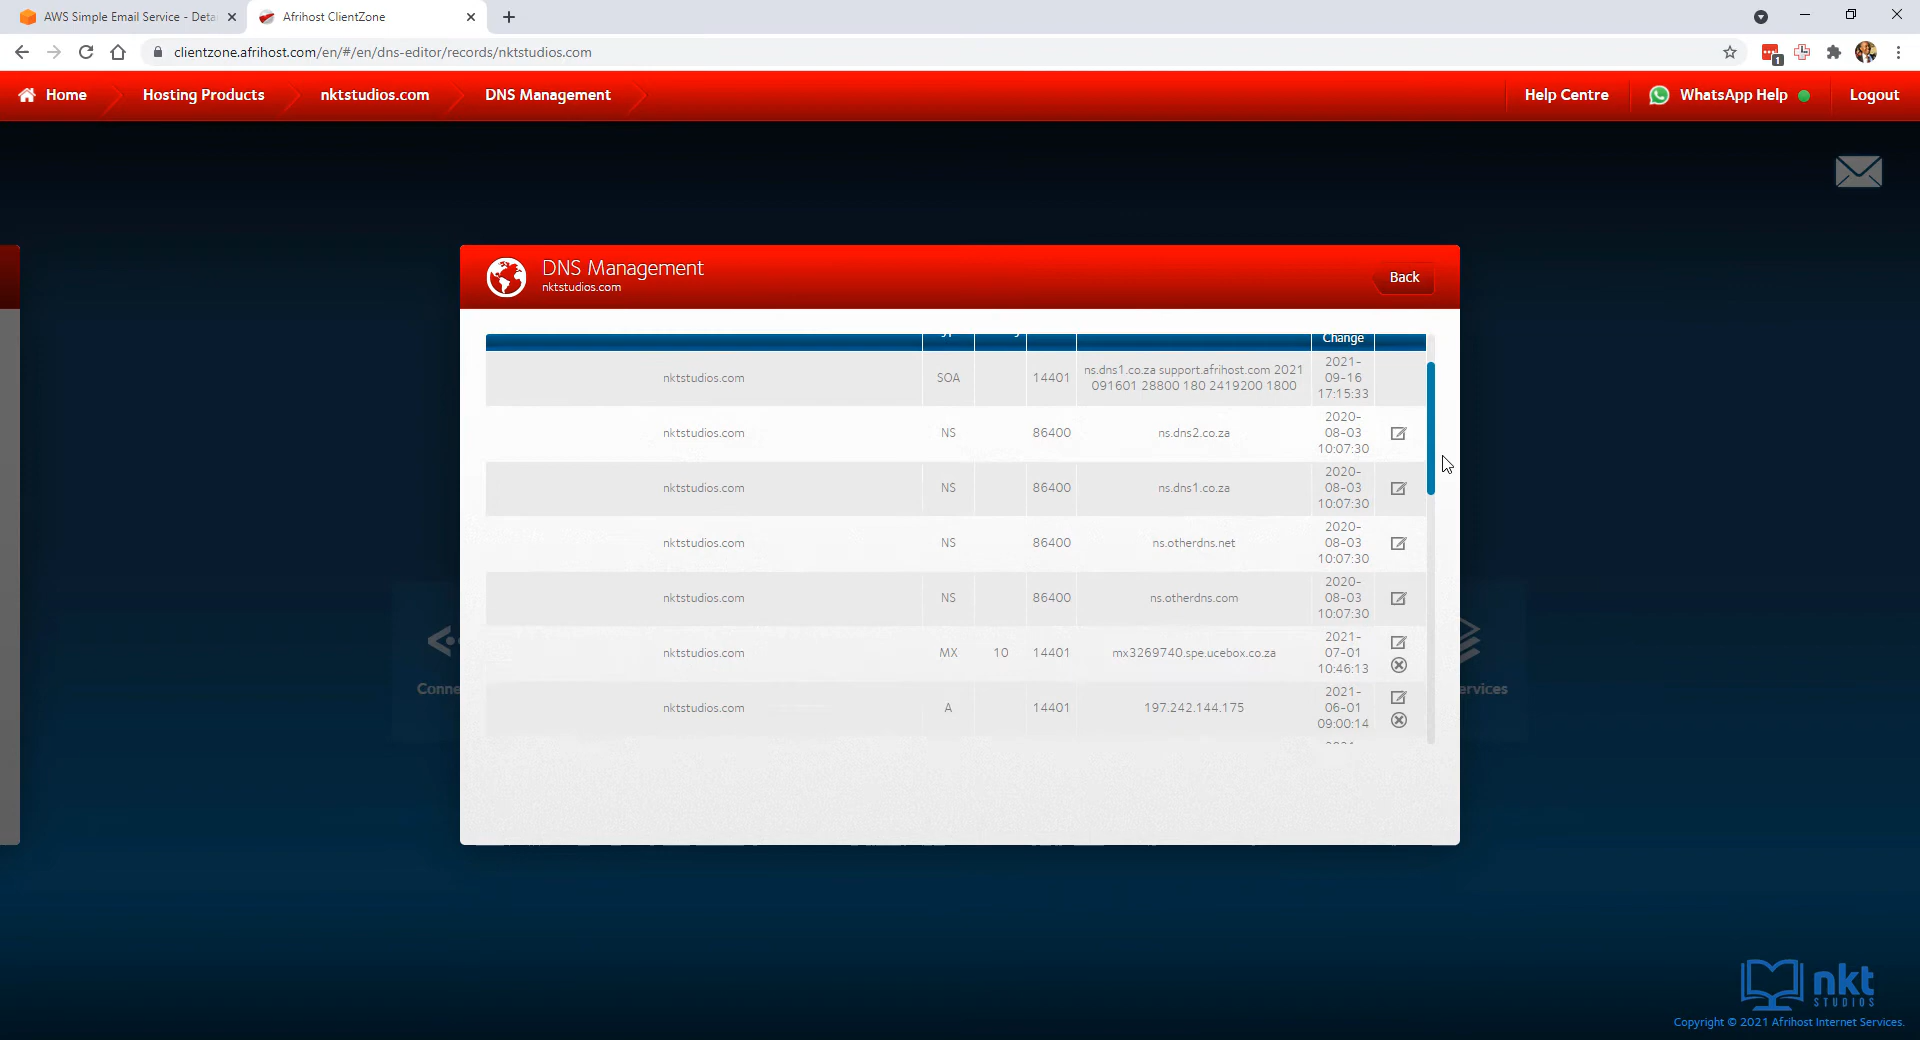 AWS Simple Email Service - Deta
Afrihost ClientZone
clientzone.afrihost.com/en/#/en/dns-editor/records/nktstudios.com
1
Home
Hosting Products
nktstudios.com
DNS Management
Help Centre
WhatsApp Help
Logout
DNS Management
nktstudios.com
Back
Change
nktstudios.com SOA 14401 ns.dns1.co.za support.afrihost.com 2021
091601 28800 180 2419200 1800
2021-
09-16
17:15:33
nktstudios.com NS 86400 ns.dns2.co.za
2020-
08-03
10:07:30
nktstudios.com NS 86400 ns.dns1.co.za
2020-
08-03
10:07:30
nktstudios.com NS 86400 ns.otherdns.net
2020-
08-03
10:07:30
nktstudios.com NS 86400 ns.otherdns.com
2020-
08-03
10:07:30
nktstudios.com MX 10 14401 mx3269740.spe.ucebox.co.za
2021-
07-01
10:46:13
nktstudios.com A 14401 197.242.144.175
2021-
06-01
09:00:14
Conne
ervices
nkt
STUDIOS
Copyright © 2021 Afrihost Internet Services.